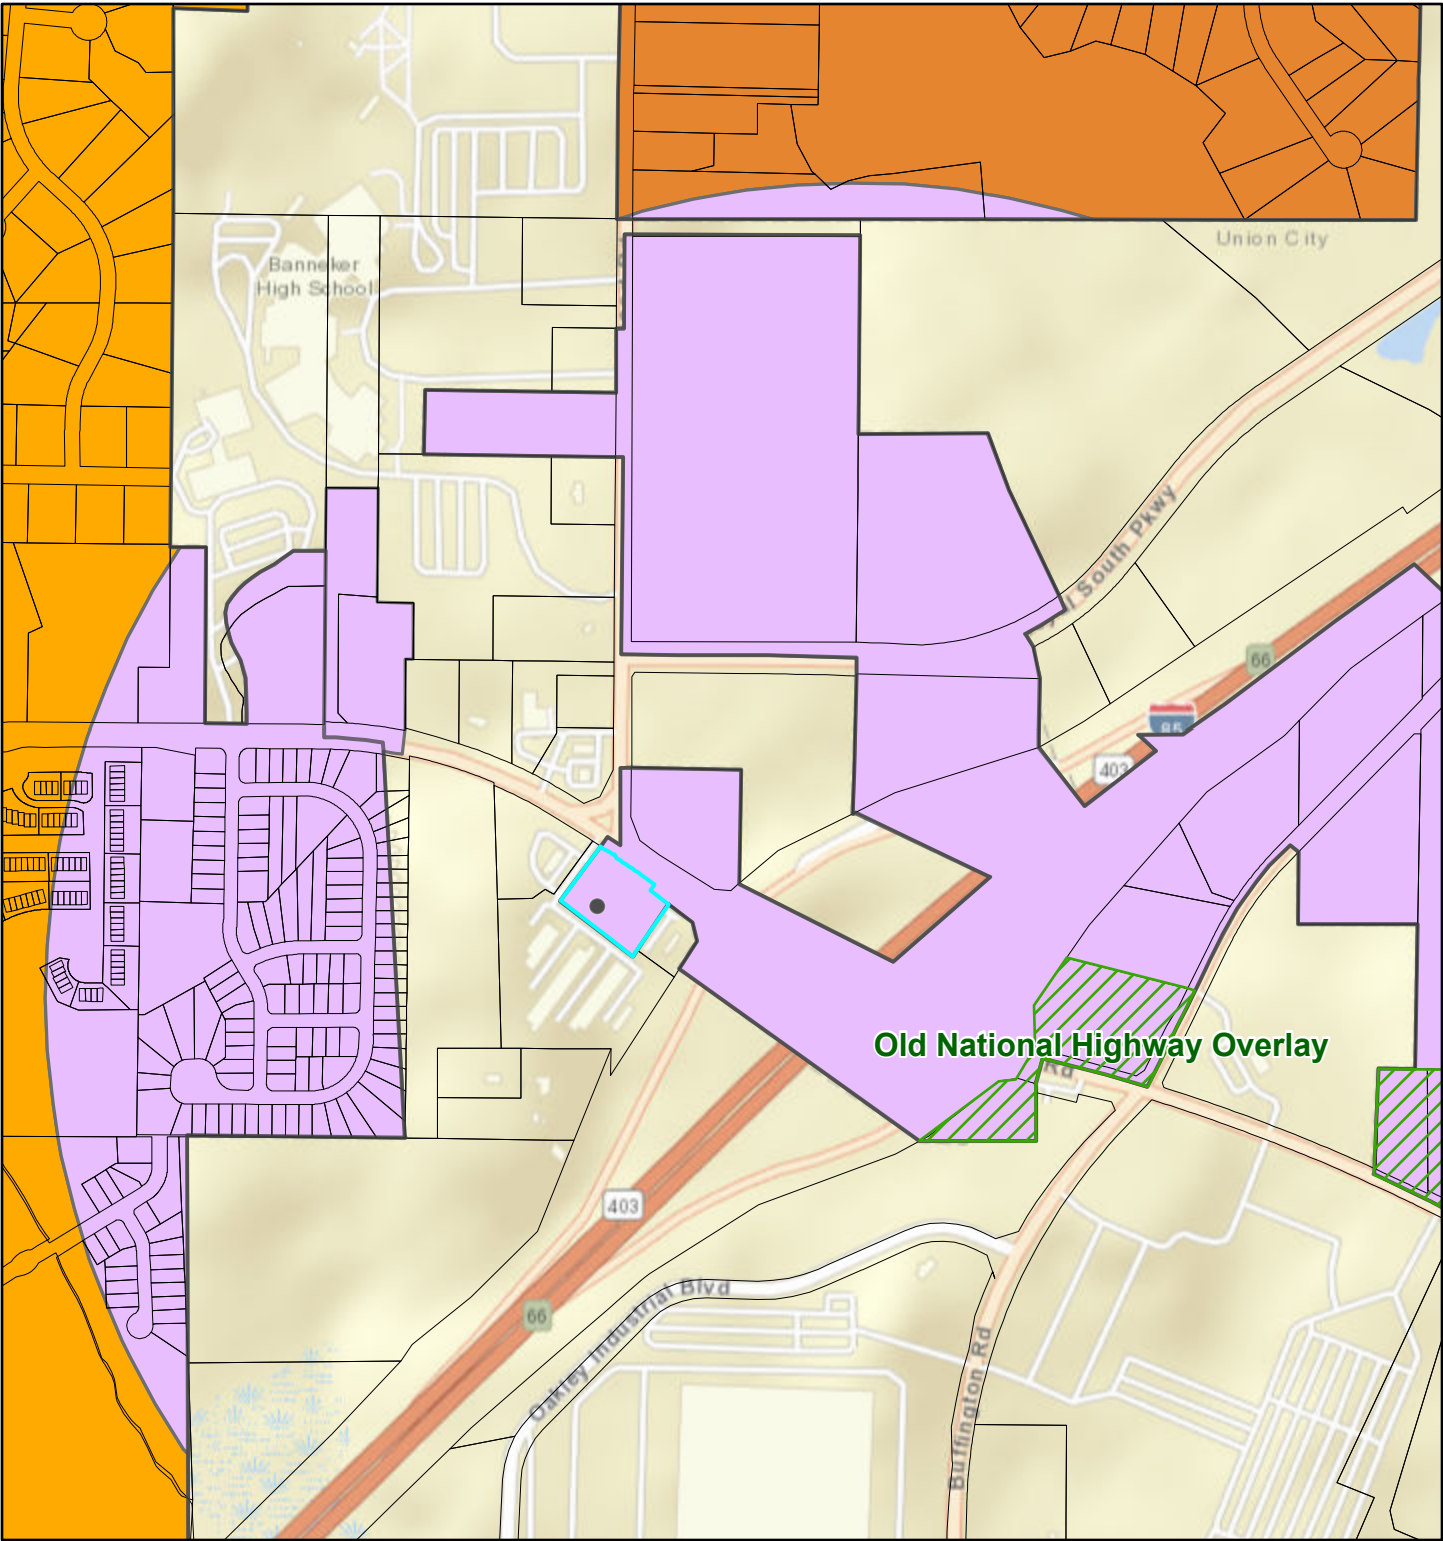 Union City
Banneker
High School
South Pkwy
66
85
403
Old National Highway Overlay
Rd
403
66
Oakley Industrial Blvd
Buffington Rd